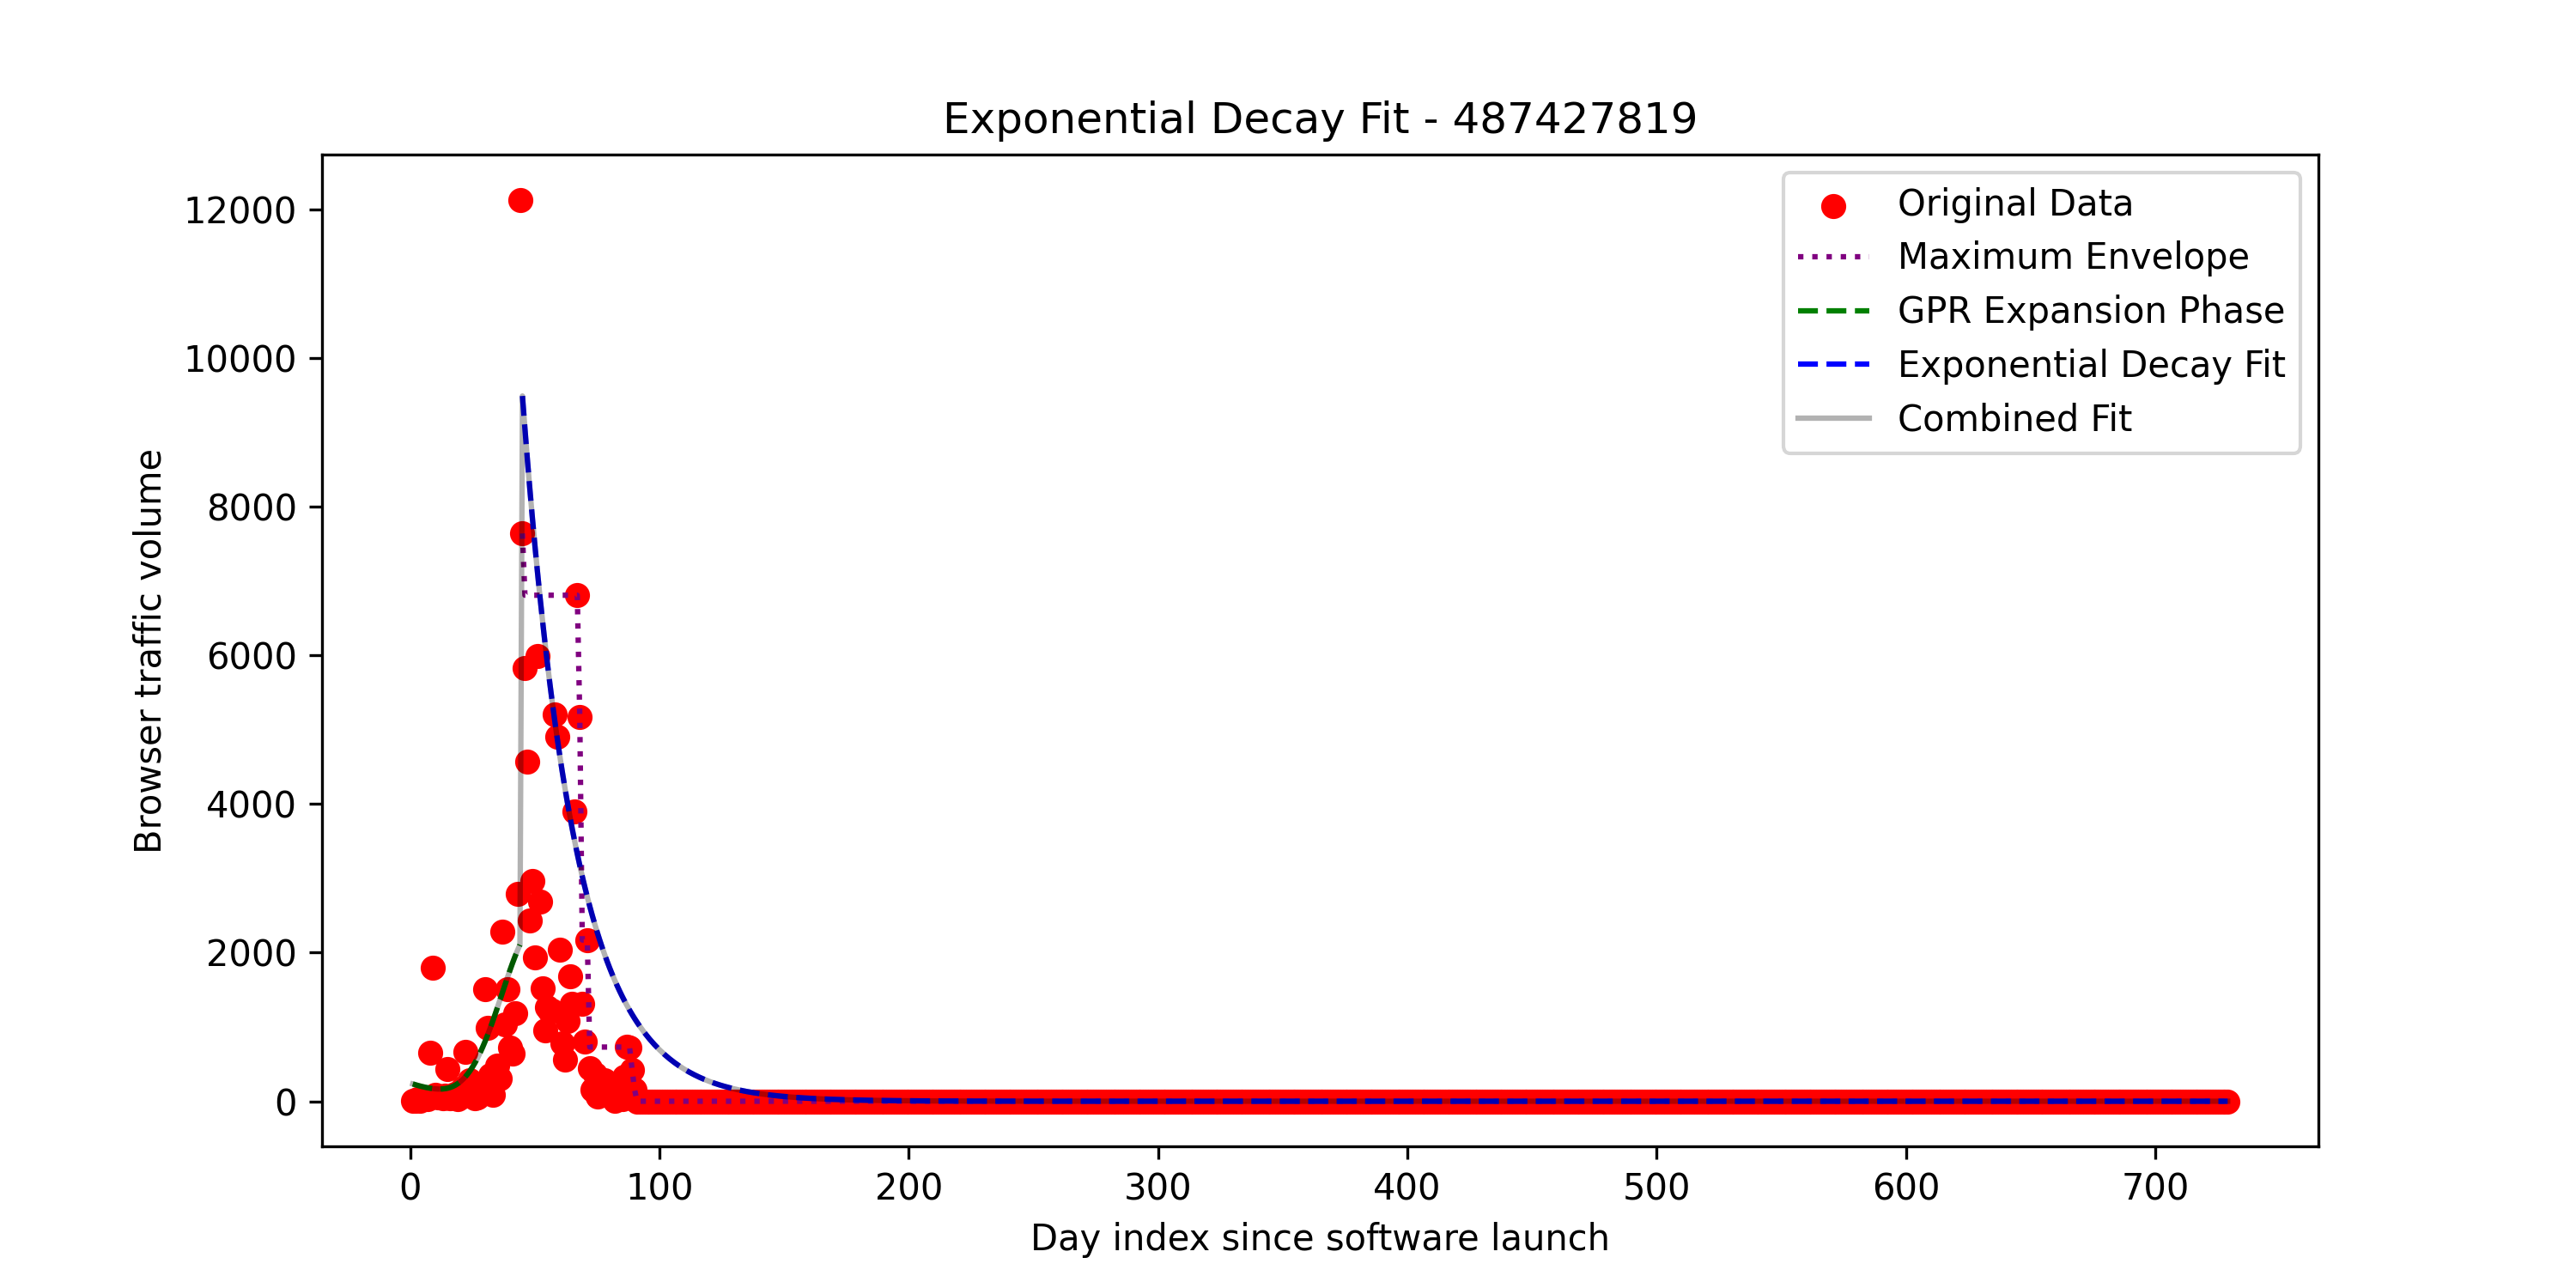 Exponential Decay Fit - 487427819
Browser traffic volume
12000
10000
8000
6000
4000
2000
0
Original Data
Maximum Envelope
GPR Expansion Phase
Exponential Decay Fit
Combined Fit
0 100 200 300 400 500 600 700
Day index since software launch